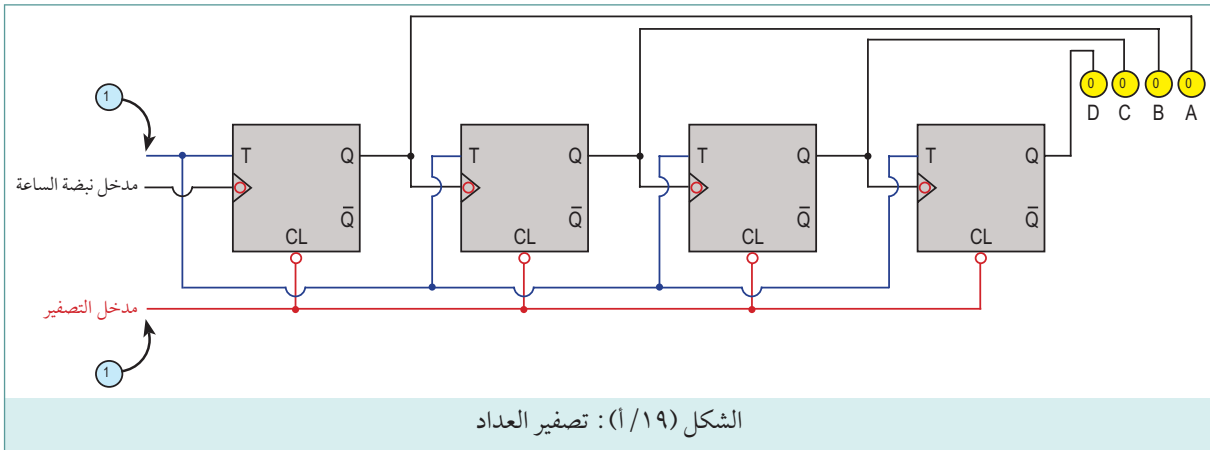 0 0 0 0
D C B A
1
T Q T Q T Q T Q
مدخل نبضة الساعة
Q̅ Q̅ Q̅ Q̅
CL CL CL CL
مدخل التصفير
1
الشكل (١٩/أ): تصفير العداد